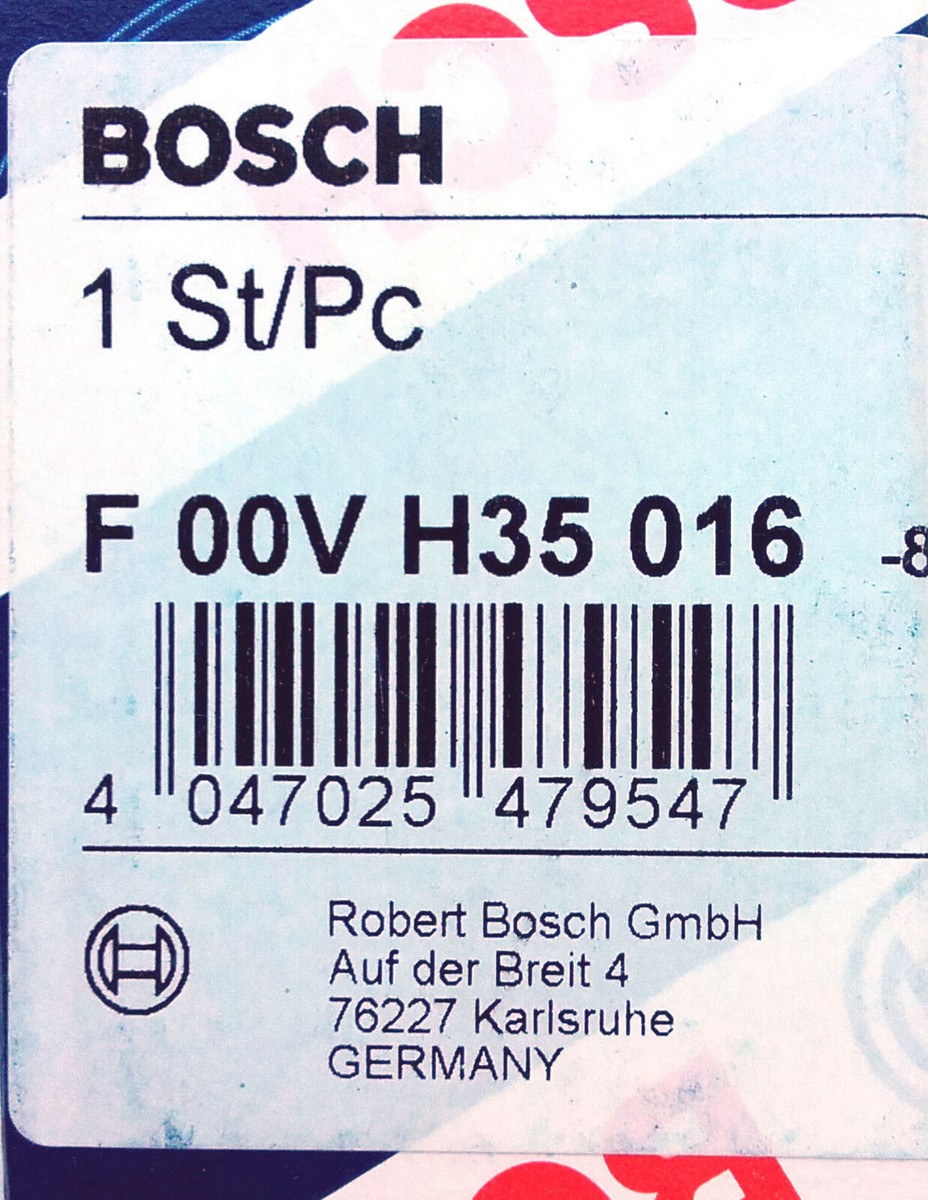 BOSCH
1 St/Pc
F 00V H35 016 -8
4 047025 479547
Robert Bosch GmbH
Auf der Breit 4
76227 Karlsruhe
GERMANY